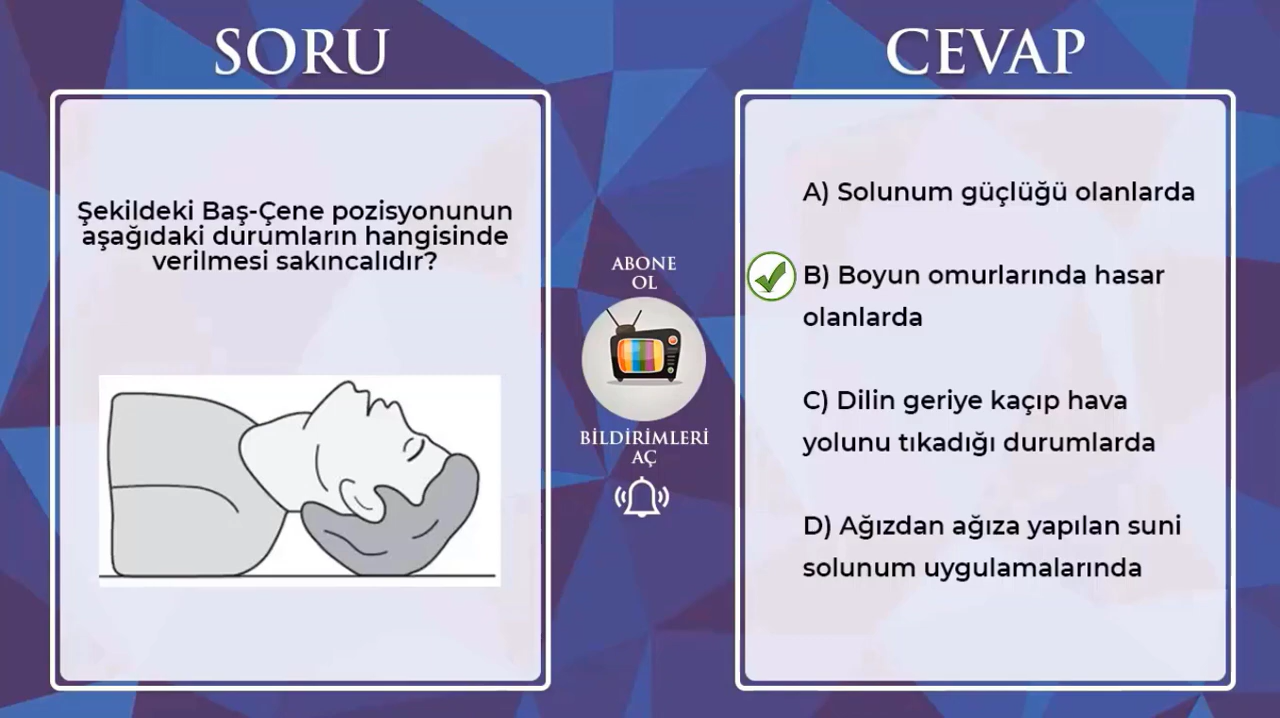 SORU
Şekildeki Baş-Çene pozisyonunun
aşağıdaki durumların hangisinde
verilmesi sakıncalıdır?
ABONE
OL
BİLDİRİMLERİ
AÇ
CEVAP
A) Solunum güçlüğü olanlarda
B) Boyun omurlarında hasar
olanlarda
C) Dilin geriye kaçıp hava
yolunu tıkadığı durumlarda
D) Ağızdan ağıza yapılan suni
solunum uygulamalarında